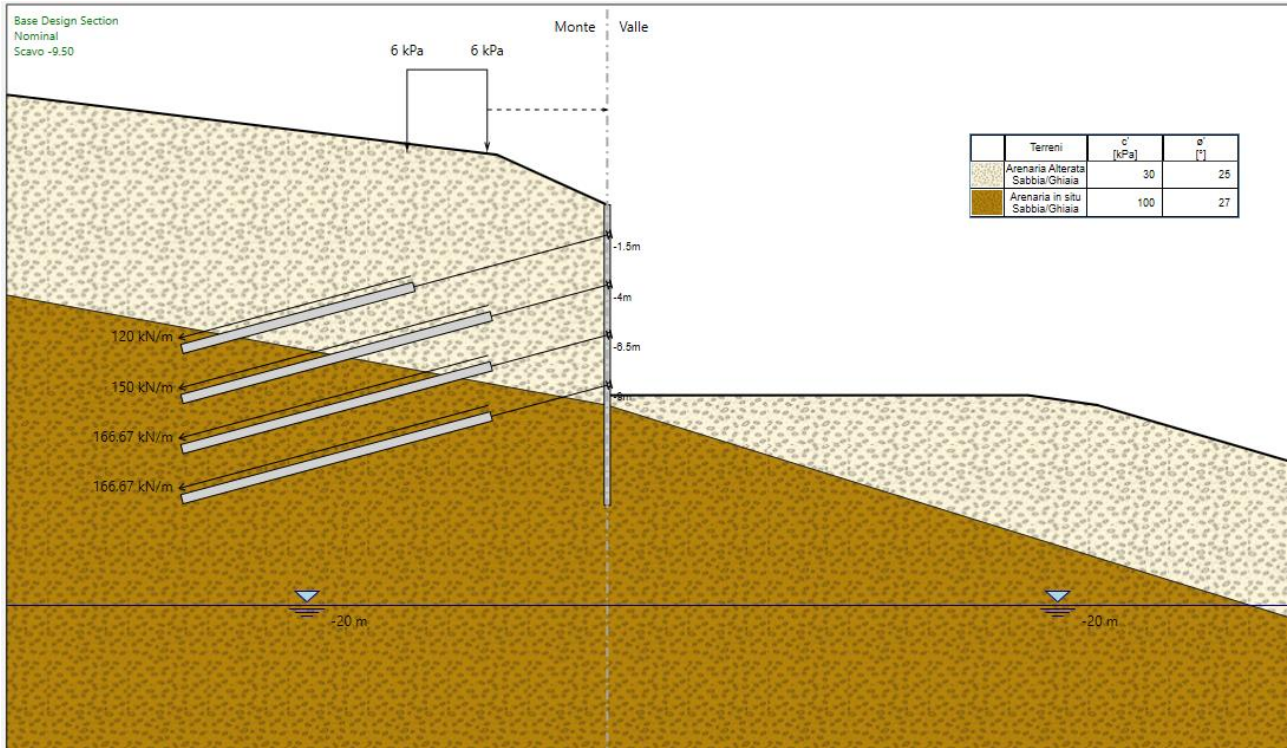 Base Design Section
Nominal
Scavo -9.50
Monte
Valle
6 kPa
6 kPa
Terreni
c'
[kPa]
ø'
[°]
Arenaria Alterata
Sabbia/Ghiaia
30
25
Arenaria in situ
Sabbia/Ghiaia
100
27
-1.5m
-4m
-6.5m
-9m
120 kN/m
150 kN/m
166.67 kN/m
166.67 kN/m
-20 m
-20 m